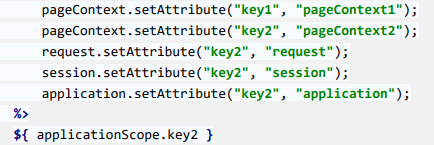 pageContext.setAttribute("key1", "pageContext1");
pageContext.setAttribute("key2", "pageContext2");
request.setAttribute("key2", "request");
session.setAttribute("key2", "session");
application.setAttribute("key2", "application");
%>
${ applicationScope.key2 }